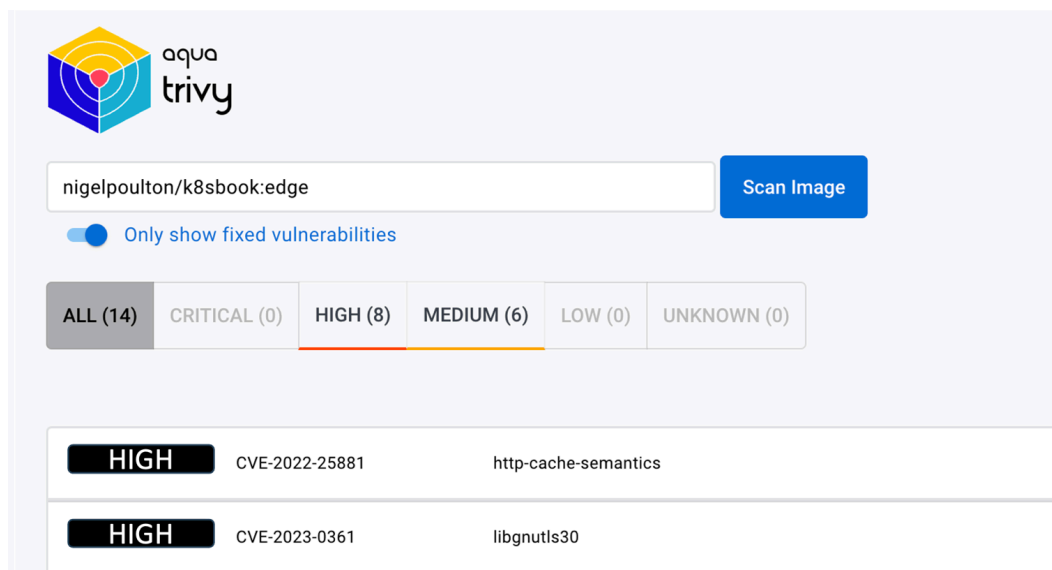 aqua
trivy
nigelpoulton/k8sbook:edge
Scan Image
Only show fixed vulnerabilities
ALL (14) CRITICAL (0) HIGH (8) MEDIUM (6) LOW (0) UNKNOWN (0)
HIGH CVE-2022-25881 http-cache-semantics
HIGH CVE-2023-0361 libgnutls30